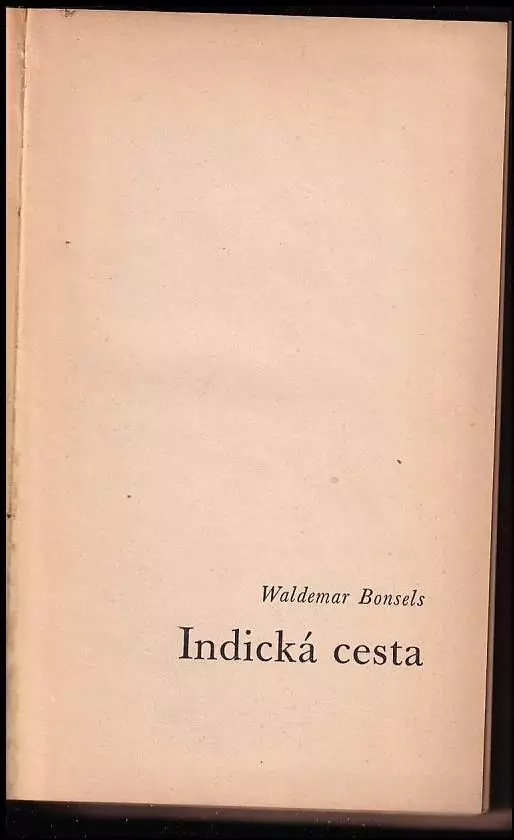 Waldemar Bonsels
Indická cesta